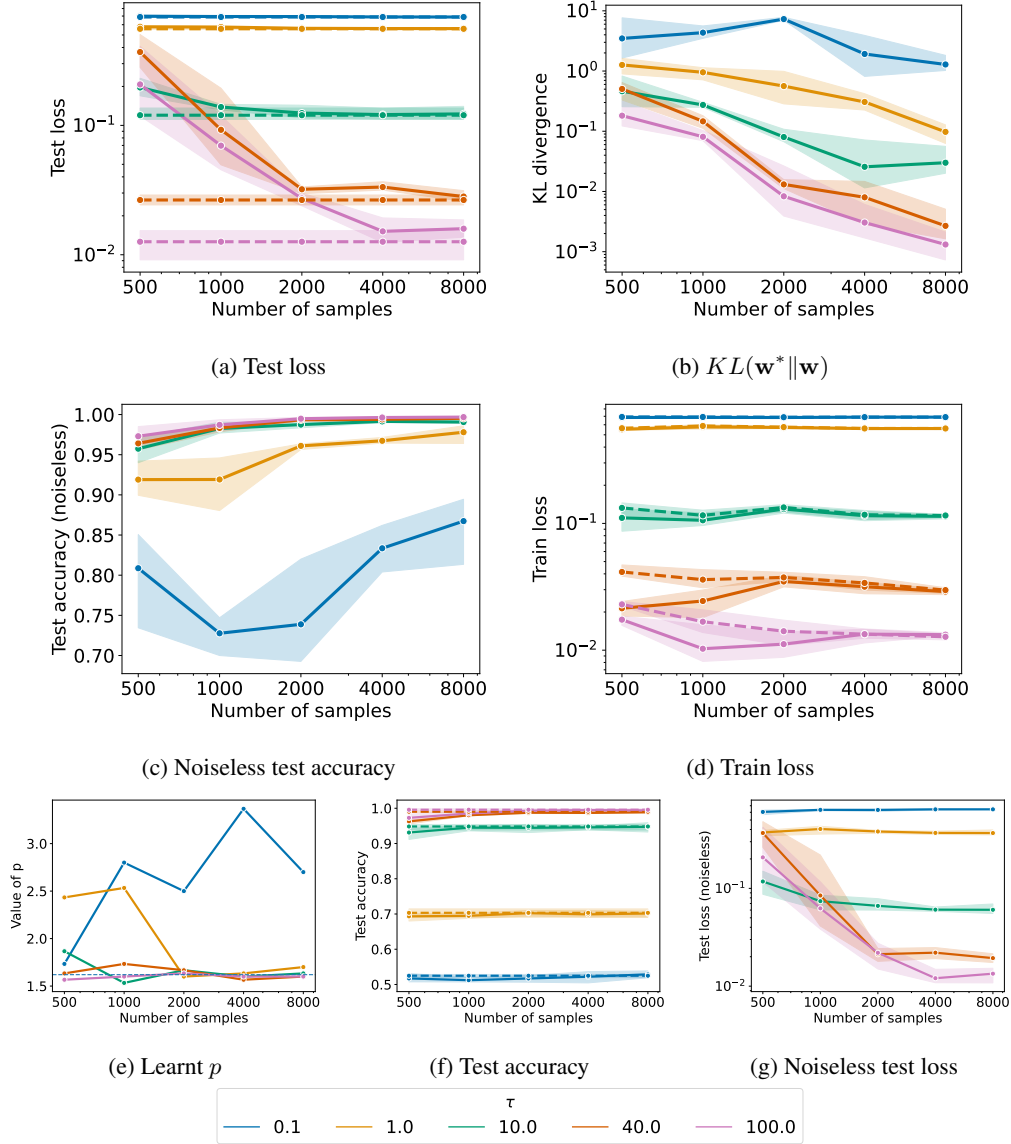 Test loss
10⁻¹
10⁻²
500 1000 2000 4000 8000
Number of samples
(a) Test loss
KL divergence
10¹
10⁰
10⁻¹
10⁻²
10⁻³
500 1000 2000 4000 8000
Number of samples
(b) KL(w*‖w)
Test accuracy (noiseless)
1.00
0.95
0.90
0.85
0.80
0.75
0.70
500 1000 2000 4000 8000
Number of samples
(c) Noiseless test accuracy
Train loss
10⁻¹
10⁻²
500 1000 2000 4000 8000
Number of samples
(d) Train loss
Value of p
3.0
2.5
2.0
1.5
500 1000 2000 4000 8000
Number of samples
(e) Learnt p
Test accuracy
1.0
0.9
0.8
0.7
0.6
0.5
500 1000 2000 4000 8000
Number of samples
(f) Test accuracy
Test loss (noiseless)
10⁻¹
10⁻²
500 1000 2000 4000 8000
Number of samples
(g) Noiseless test loss
τ
0.1 1.0 10.0 40.0 100.0